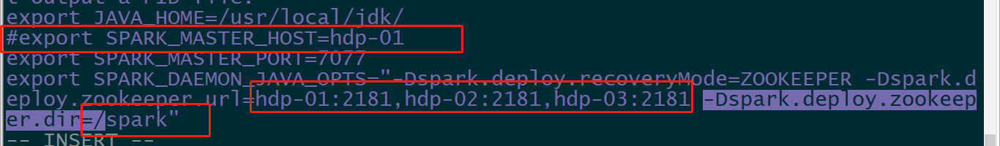 t output a PID file.
export JAVA_HOME=/usr/local/jdk/
#export SPARK_MASTER_HOST=hdp-01
export SPARK_MASTER_PORT=7077
export SPARK_DAEMON_JAVA_OPTS="-Dspark.deploy.recoveryMode=ZOOKEEPER -Dspark.d
eploy.zookeeper.url=hdp-01:2181,hdp-02:2181,hdp-03:2181 -Dspark.deploy.zookeep
er.dir=/spark"
-- INSERT --